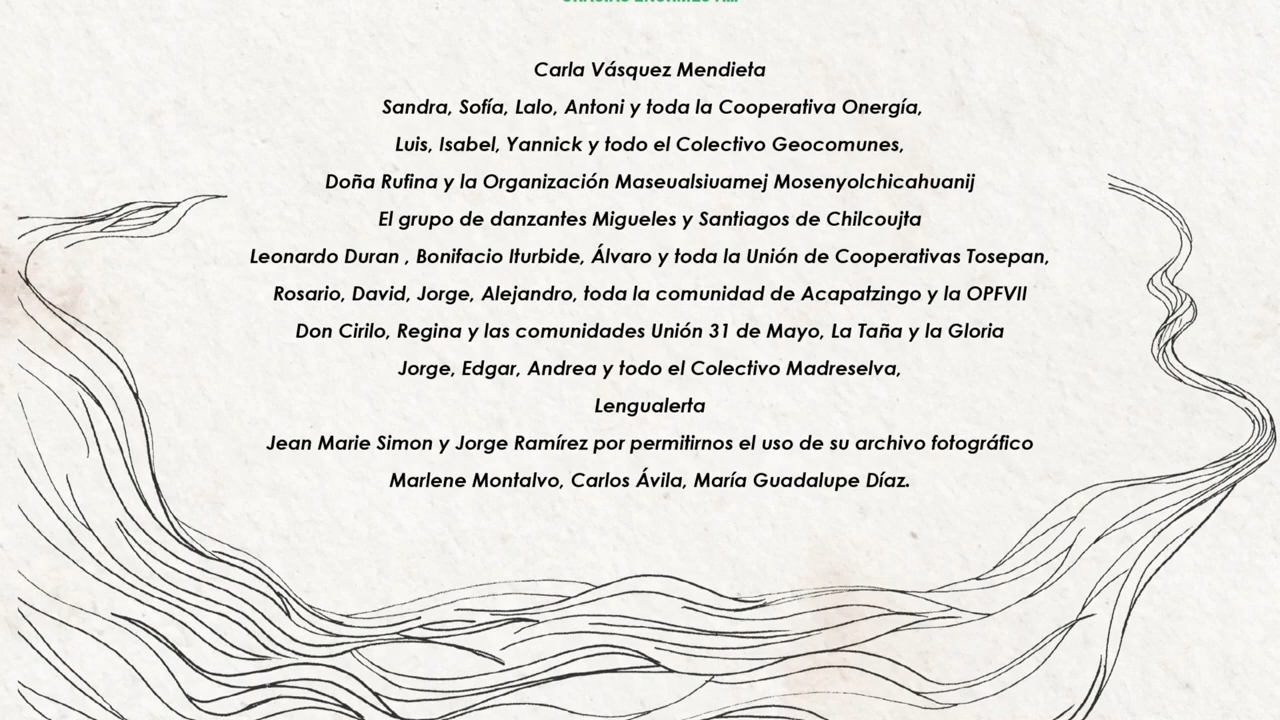 Carla Vásquez Mendieta
Sandra, Sofía, Lalo, Antoni y toda la Cooperativa Onergía,
Luis, Isabel, Yannick y todo el Colectivo Geocomunes,
Doña Rufina y la Organización Maseualsiuamej Mosenyolchicahuanij
El grupo de danzantes Migueles y Santiagos de Chilcoujta
Leonardo Duran , Bonifacio Iturbide, Álvaro y toda la Unión de Cooperativas Tosepan,
Rosario, David, Jorge, Alejandro, toda la comunidad de Acapatzingo y la OPFVII
Don Cirilo, Regina y las comunidades Unión 31 de Mayo, La Taña y la Gloria
Jorge, Edgar, Andrea y todo el Colectivo Madreselva,
Lengualerta
Jean Marie Simon y Jorge Ramírez por permitirnos el uso de su archivo fotográfico
Marlene Montalvo, Carlos Ávila, María Guadalupe Díaz.